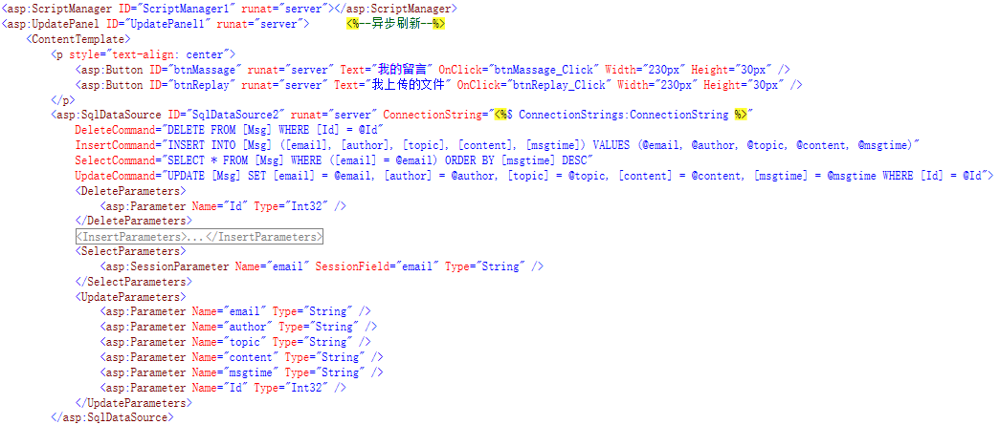 <asp:ScriptManager ID="ScriptManager1" runat="server"></asp:ScriptManager>
<asp:UpdatePanel ID="UpdatePanel1" runat="server">      <%--异步刷新--%>
    <ContentTemplate>
        <p style="text-align: center">
            <asp:Button ID="btnMassage" runat="server" Text="我的留言" OnClick="btnMassage_Click" Width="230px" Height="30px" />
            <asp:Button ID="btnReplay" runat="server" Text="我上传的文件" OnClick="btnReplay_Click" Width="230px" Height="30px" />
        </p>
        <asp:SqlDataSource ID="SqlDataSource2" runat="server" ConnectionString="<%$ ConnectionStrings:ConnectionString %>"
            DeleteCommand="DELETE FROM [Msg] WHERE [Id] = @Id"
            InsertCommand="INSERT INTO [Msg] ([email], [author], [topic], [content], [msgtime]) VALUES (@email, @author, @topic, @content, @msgtime)"
            SelectCommand="SELECT * FROM [Msg] WHERE ([email] = @email) ORDER BY [msgtime] DESC"
            UpdateCommand="UPDATE [Msg] SET [email] = @email, [author] = @author, [topic] = @topic, [content] = @content, [msgtime] = @msgtime WHERE [Id] = @Id">
            <DeleteParameters>
                <asp:Parameter Name="Id" Type="Int32" />
            </DeleteParameters>
            <InsertParameters>...</InsertParameters>
            <SelectParameters>
                <asp:SessionParameter Name="email" SessionField="email" Type="String" />
            </SelectParameters>
            <UpdateParameters>
                <asp:Parameter Name="email" Type="String" />
                <asp:Parameter Name="author" Type="String" />
                <asp:Parameter Name="topic" Type="String" />
                <asp:Parameter Name="content" Type="String" />
                <asp:Parameter Name="msgtime" Type="String" />
                <asp:Parameter Name="Id" Type="Int32" />
            </UpdateParameters>
        </asp:SqlDataSource>